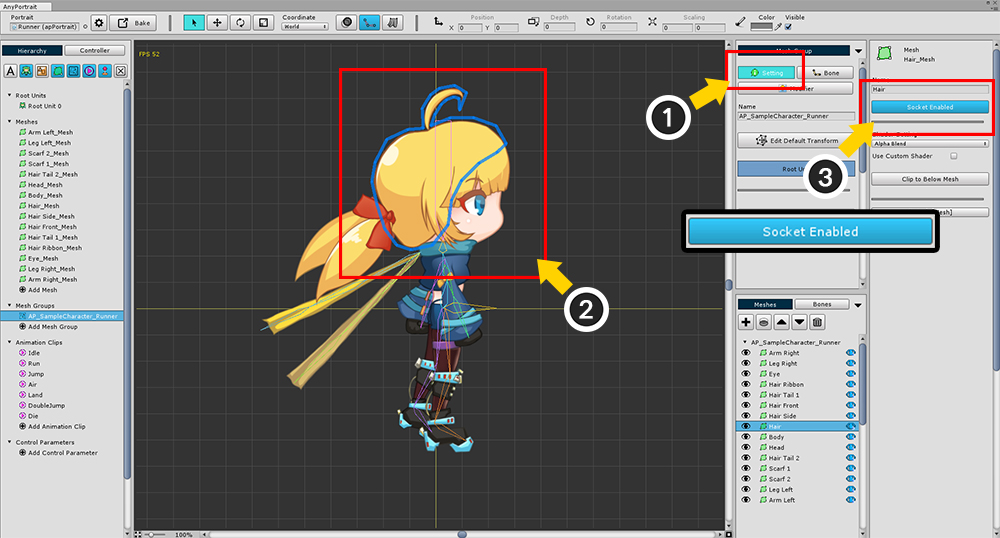 AnyPortrait
Portrait
Runner (apPortrait)
Bake
Coordinate
World
Position
X 0
Y 0
Depth
0
Rotation
0
Scaling
Color
Visible
Hierarchy
Controller
A
Root Units
Root Unit 0
Meshes
Arm Left_Mesh
Leg Left_Mesh
Scarf 2_Mesh
Scarf 1_Mesh
Hair Tail 2_Mesh
Head_Mesh
Body_Mesh
Hair_Mesh
Hair Side_Mesh
Hair Front_Mesh
Hair Tail 1_Mesh
Hair Ribbon_Mesh
Eye_Mesh
Leg Right_Mesh
Arm Right_Mesh
Add Mesh
Mesh Groups
AP_SampleCharacter_Runner
Add Mesh Group
Animation Clips
Idle
Run
Jump
Air
Land
DoubleJump
Die
Add Animation Clip
Control Parameters
Add Control Parameter
FPS 52
1
2
3
100%
Mesh Group
Setting
Bone
Name
AP_SampleCharacter_Runner
Edit Default Transform
Root Un
Socket Enabled
Meshes
Bones
AP_SampleCharacter_Runner
Arm Right
Leg Right
Eye
Hair Ribbon
Hair Tail 1
Hair Front
Hair Side
Hair
Body
Head
Hair Tail 2
Scarf 1
Scarf 2
Leg Left
Arm Left
Mesh
Hair_Mesh
Hair
Socket Enabled
Shader Setting
Alpha Blend
Use Custom Shader
Clip to Below Mesh